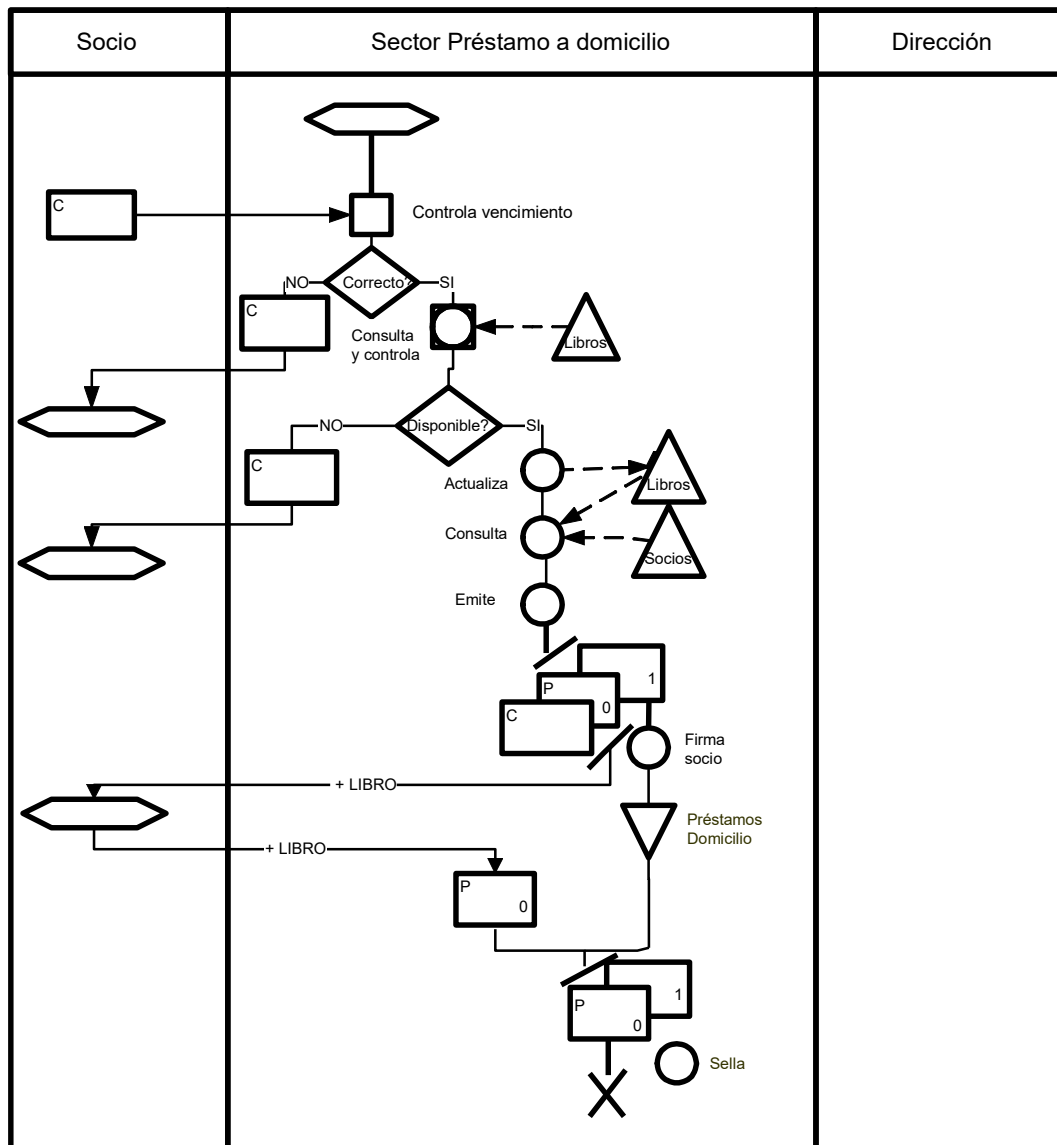 Socio
Sector Préstamo a domicilio
Dirección
C
Controla vencimiento
NO
Correcto?
SI
C
Consulta
y controla
Libros
NO
Disponible?
SI
C
Actualiza
Libros
Consulta
Socios
Emite
1
P
0
C
Firma
socio
+ LIBRO
Préstamos
Domicilio
+ LIBRO
P
0
1
P
0
Sella